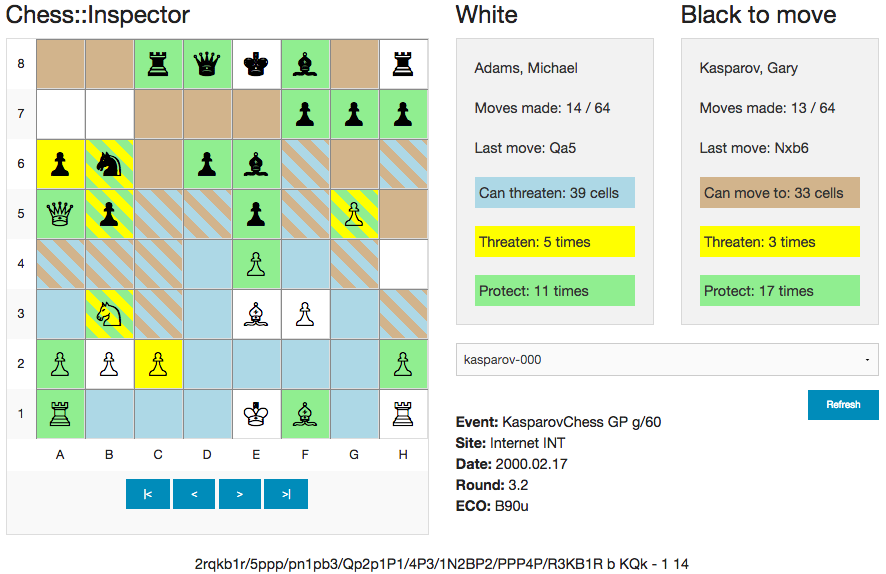 Chess::Inspector
White
Black to move
8
7
6
5
4
3
2
1
A B C D E F G H
|< < > >|
Adams, Michael
Moves made: 14 / 64
Last move: Qa5
Can threaten: 39 cells
Threaten: 5 times
Protect: 11 times
Kasparov, Gary
Moves made: 13 / 64
Last move: Nxb6
Can move to: 33 cells
Threaten: 3 times
Protect: 17 times
kasparov-000
Refresh
Event: KasparovChess GP g/60
Site: Internet INT
Date: 2000.02.17
Round: 3.2
ECO: B90u
2rqkb1r/5ppp/pn1pb3/Qp2p1P1/4P3/1N2BP2/PPP4P/R3KB1R b KQk - 1 14